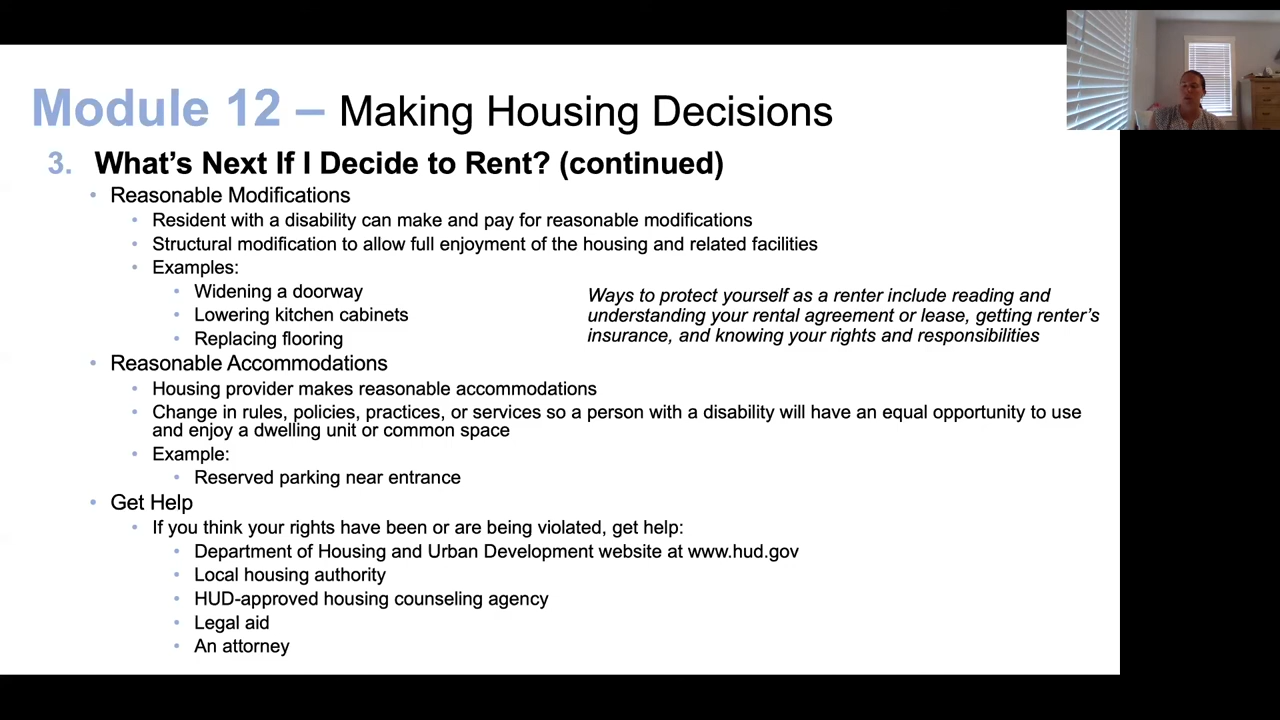 Module 12 – Making Housing Decisions
3. What's Next If I Decide to Rent? (continued)
• Reasonable Modifications
• Resident with a disability can make and pay for reasonable modifications
• Structural modification to allow full enjoyment of the housing and related facilities
• Examples:
• Widening a doorway
• Lowering kitchen cabinets
• Replacing flooring
Ways to protect yourself as a renter include reading and
understanding your rental agreement or lease, getting renter's
insurance, and knowing your rights and responsibilities
• Reasonable Accommodations
• Housing provider makes reasonable accommodations
• Change in rules, policies, practices, or services so a person with a disability will have an equal opportunity to use
and enjoy a dwelling unit or common space
• Example:
• Reserved parking near entrance
• Get Help
• If you think your rights have been or are being violated, get help:
• Department of Housing and Urban Development website at www.hud.gov
• Local housing authority
• HUD-approved housing counseling agency
• Legal aid
• An attorney